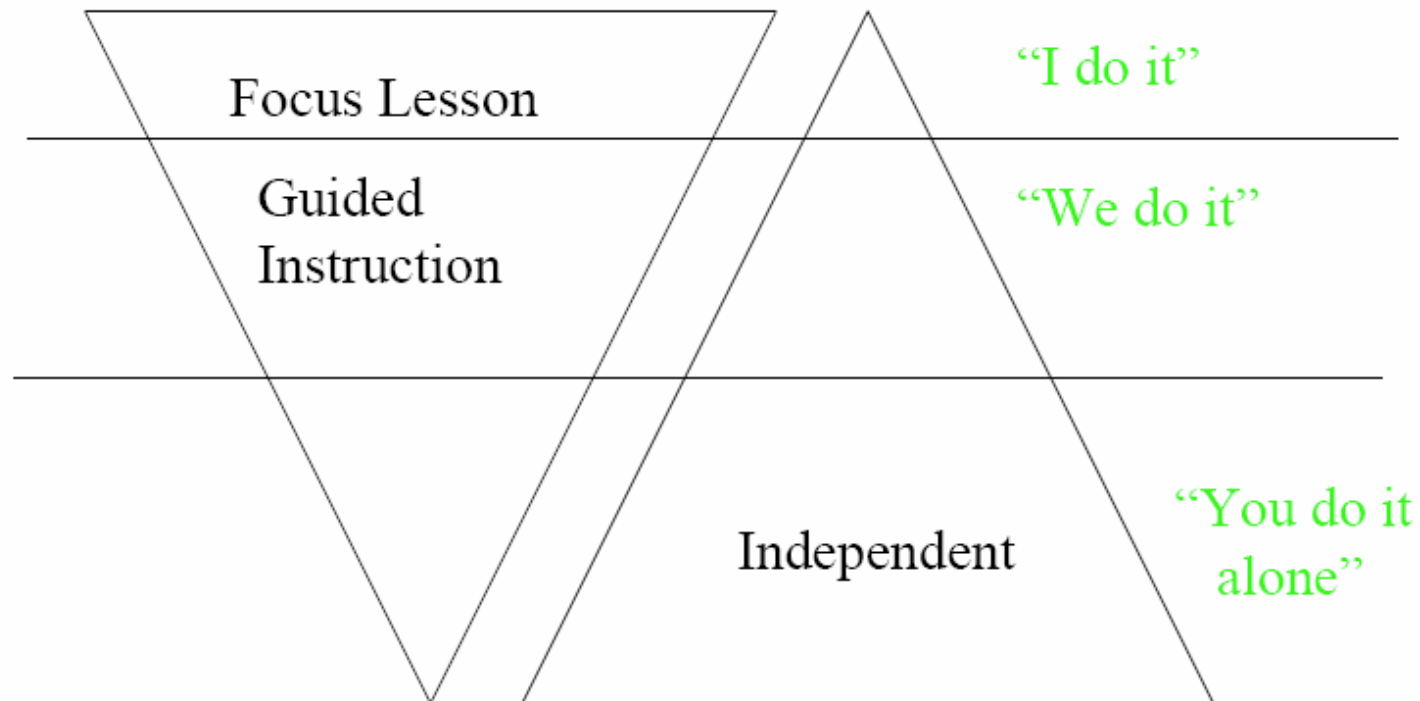 Focus Lesson
“I do it”
Guided
Instruction
“We do it”
Independent
“You do it
alone”